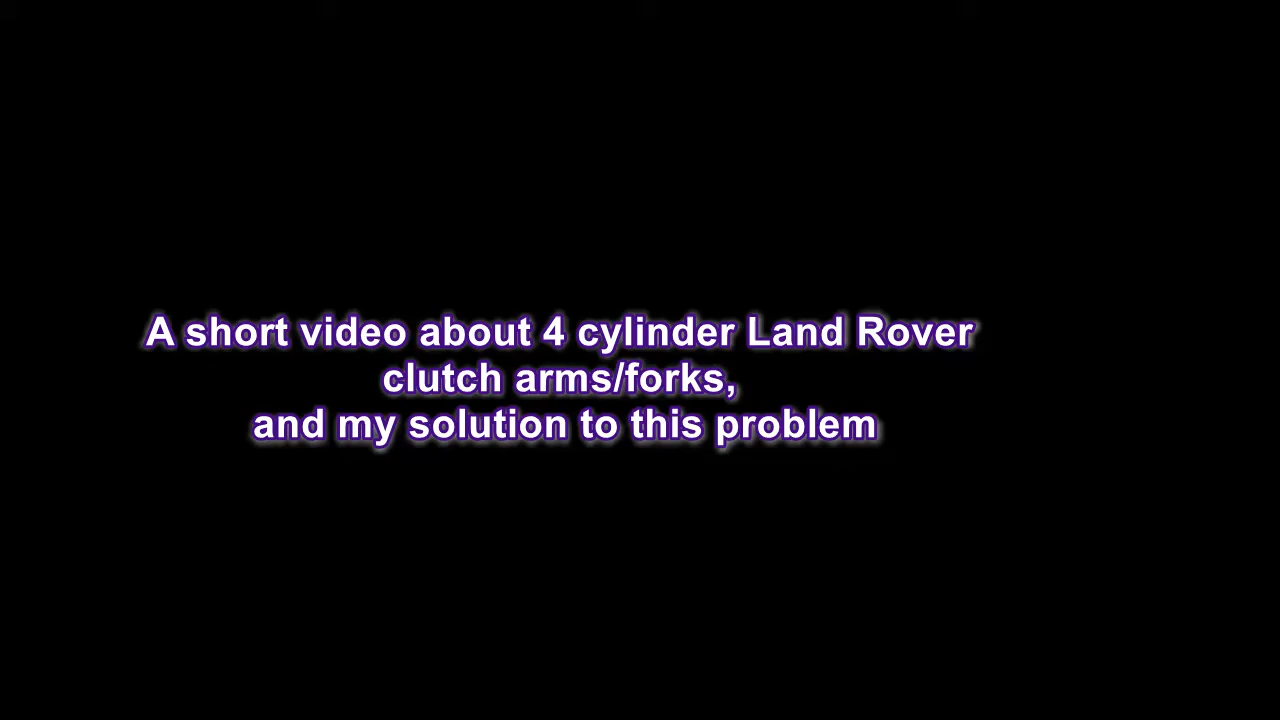 A short video about 4 cylinder Land Rover
clutch arms/forks,
and my solution to this problem